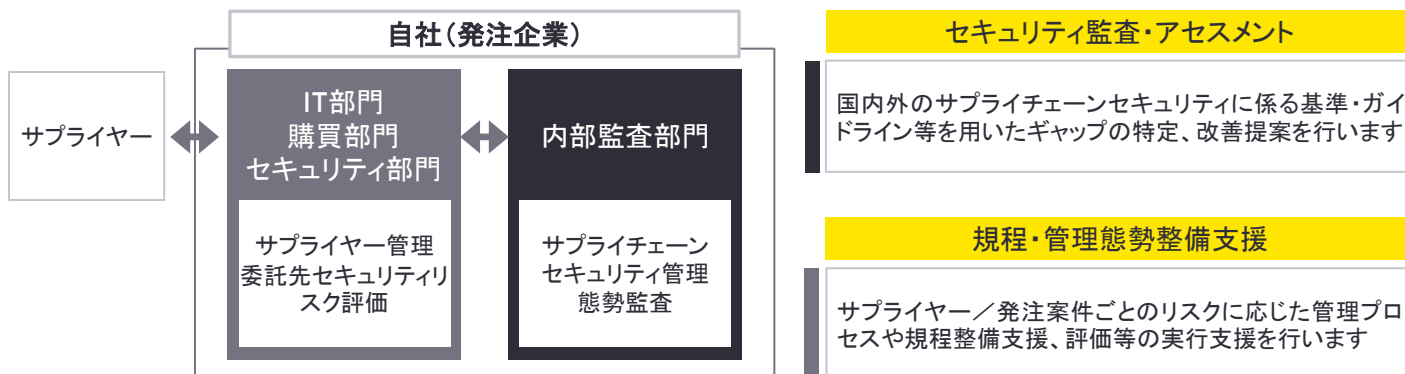 自社(発注企業)
サプライヤー
IT部門
購買部門
セキュリティ部門
サプライヤー管理
委託先セキュリティリ
スク評価
内部監査部門
サプライチェーン
セキュリティ管理
態勢監査
セキュリティ監査・アセスメント
国内外のサプライチェーンセキュリティに係る基準・ガイ
ドライン等を用いたギャップの特定、改善提案を行います
規程・管理態勢整備支援
サプライヤー／発注案件ごとのリスクに応じた管理プロ
セスや規程整備支援、評価等の実行支援を行います